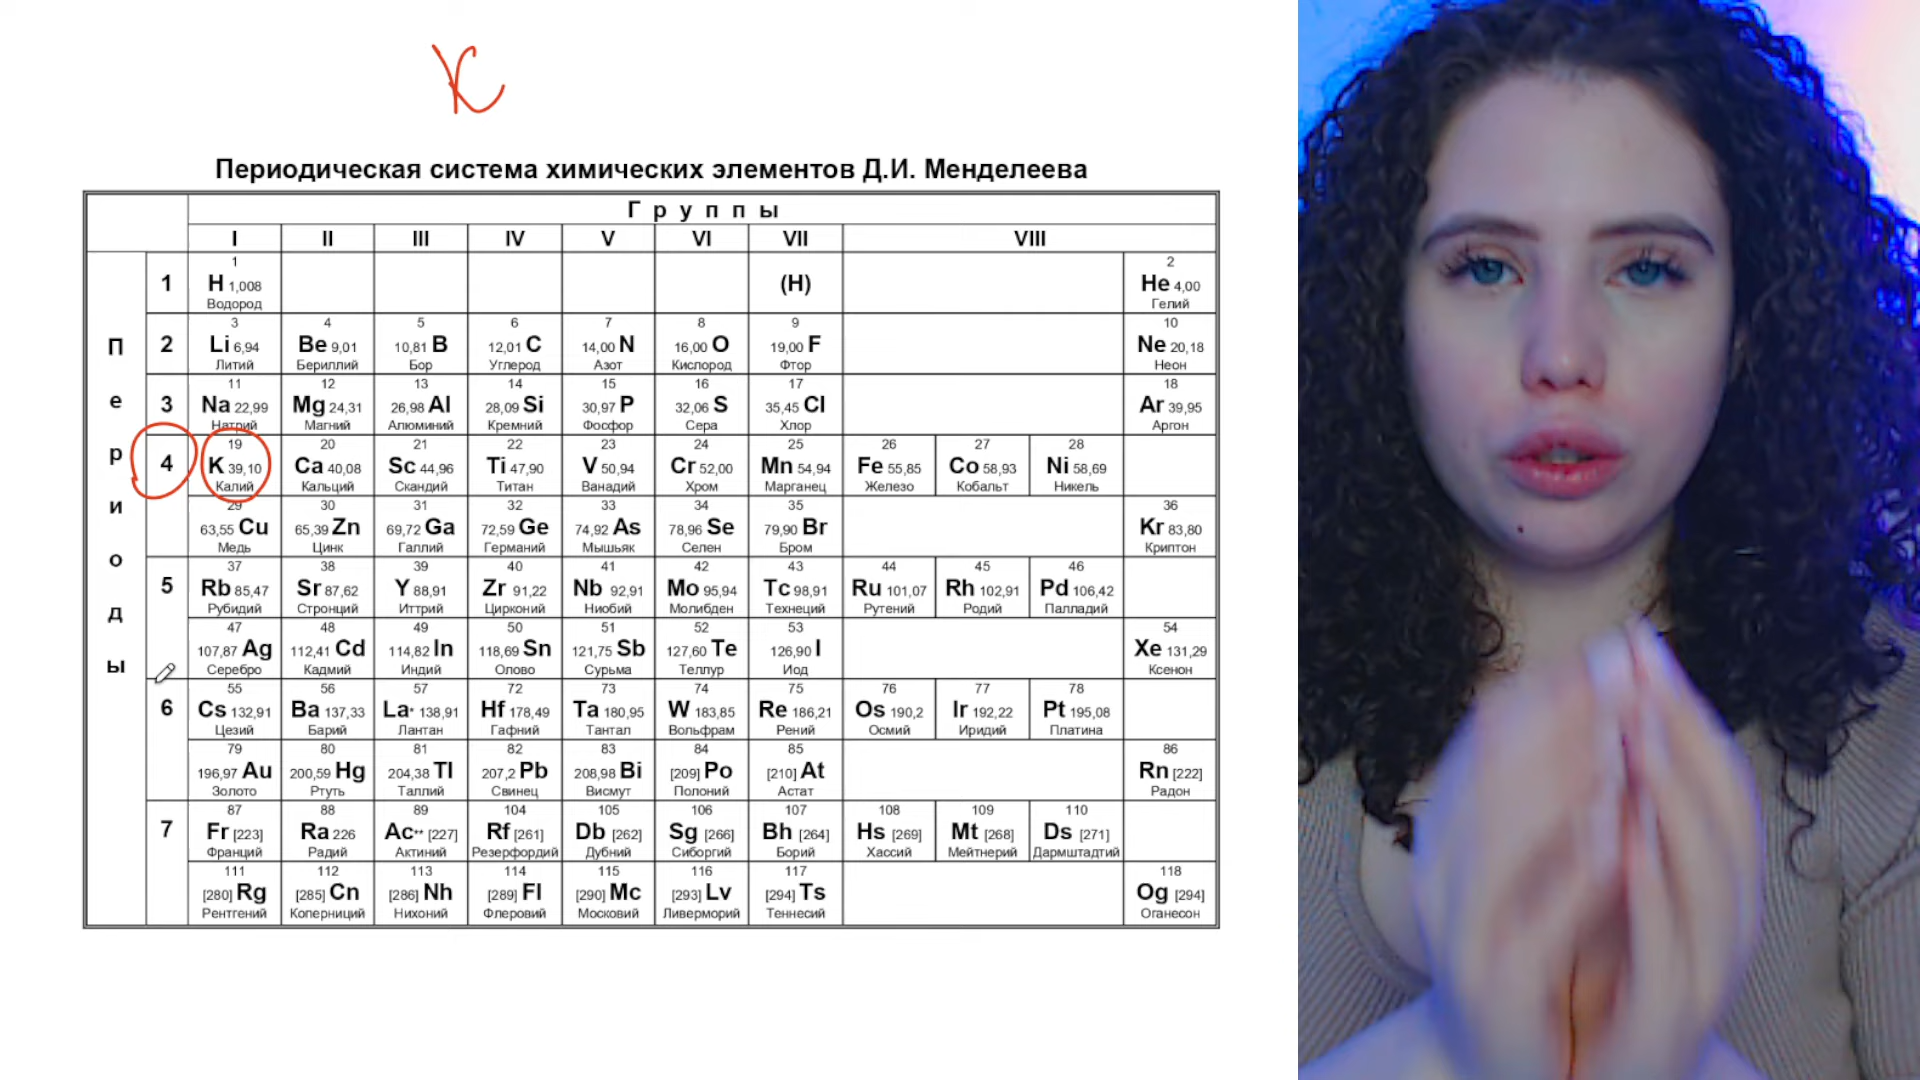 K
Периодическая система химических элементов Д.И. Менделеева
Группы
I II III IV V VI VII VIII
Периоды
1
1 2
H 1,008 (H) He 4,00
Водород Гелий
2
3 4 5 6 7 8 9 10
Li 6,94 Be 9,01 10,81 B 12,01 C 14,00 N 16,00 O 19,00 F Ne 20,18
Литий Бериллий Бор Углерод Азот Кислород Фтор Неон
3
11 12 13 14 15 16 17 18
Na 22,99 Mg 24,31 26,98 Al 28,09 Si 30,97 P 32,06 S 35,45 Cl Ar 39,95
Натрий Магний Алюминий Кремний Фосфор Сера Хлор Аргон
4
19 20 21 22 23 24 25 26 27 28
K 39,10 Ca 40,08 Sc 44,96 Ti 47,90 V 50,94 Cr 52,00 Mn 54,94 Fe 55,85 Co 58,93 Ni 58,69
Калий Кальций Скандий Титан Ванадий Хром Марганец Железо Кобальт Никель
29 30 31 32 33 34 35 36
63,55 Cu 65,39 Zn 69,72 Ga 72,59 Ge 74,92 As 78,96 Se 79,90 Br Kr 83,80
Медь Цинк Галлий Германий Мышьяк Селен Бром Криптон
5
37 38 39 40 41 42 43 44 45 46
Rb 85,47 Sr 87,62 Y 88,91 Zr 91,22 Nb 92,91 Mo 95,94 Tc 98,91 Ru 101,07 Rh 102,91 Pd 106,42
Рубидий Стронций Иттрий Цирконий Ниобий Молибден Технеций Рутений Родий Палладий
47 48 49 50 51 52 53 54
107,87 Ag 112,41 Cd 114,82 In 118,69 Sn 121,75 Sb 127,60 Te 126,90 I Xe 131,29
Серебро Кадмий Индий Олово Сурьма Теллур Иод Ксенон
6
55 56 57 72 73 74 75 76 77 78
Cs 132,91 Ba 137,33 La* 138,91 Hf 178,49 Ta 180,95 W 183,85 Re 186,21 Os 190,2 Ir 192,22 Pt 195,08
Цезий Барий Лантан Гафний Тантал Вольфрам Рений Осмий Иридий Платина
79 80 81 82 83 84 85 86
196,97 Au 200,59 Hg 204,38 Tl 207,2 Pb 208,98 Bi [209] Po [210] At Rn [222]
Золото Ртуть Таллий Свинец Висмут Полоний Астат Радон
7
87 88 89 104 105 106 107 108 109 110
Fr [223] Ra 226 Ac** [227] Rf [261] Db [262] Sg [266] Bh [264] Hs [269] Mt [268] Ds [271]
Франций Радий Актиний Резерфордий Дубний Сиборгий Борий Хассий Мейтнерий Дармштадтий
111 112 113 114 115 116 117 118
[280] Rg [285] Cn [286] Nh [289] Fl [290] Mc [293] Lv [294] Ts Og [294]
Рентгений Коперниций Нихоний Флеровий Московий Ливерморий Теннесий Оганесон